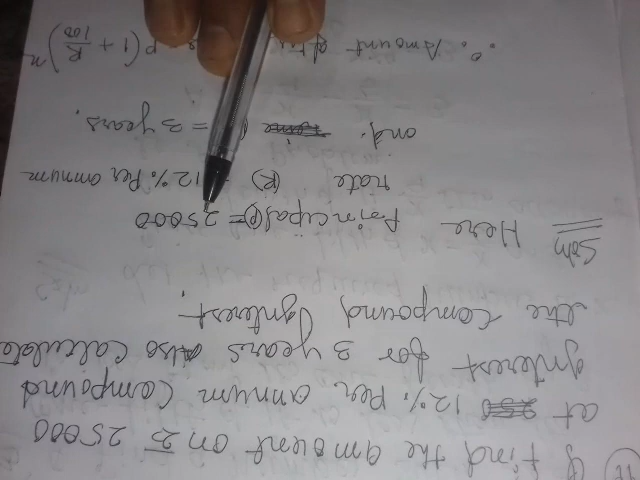 Q Find the amount on ₹ 25000
at 12% Per annum Compound
Interest for 3 years Also Calculate
the Compound Interest.
Soln Here Principal (P) = 25000
rate (R) 12% Per annum
and. = 3 years.
∴ Amount after P(1 + R/100)^n